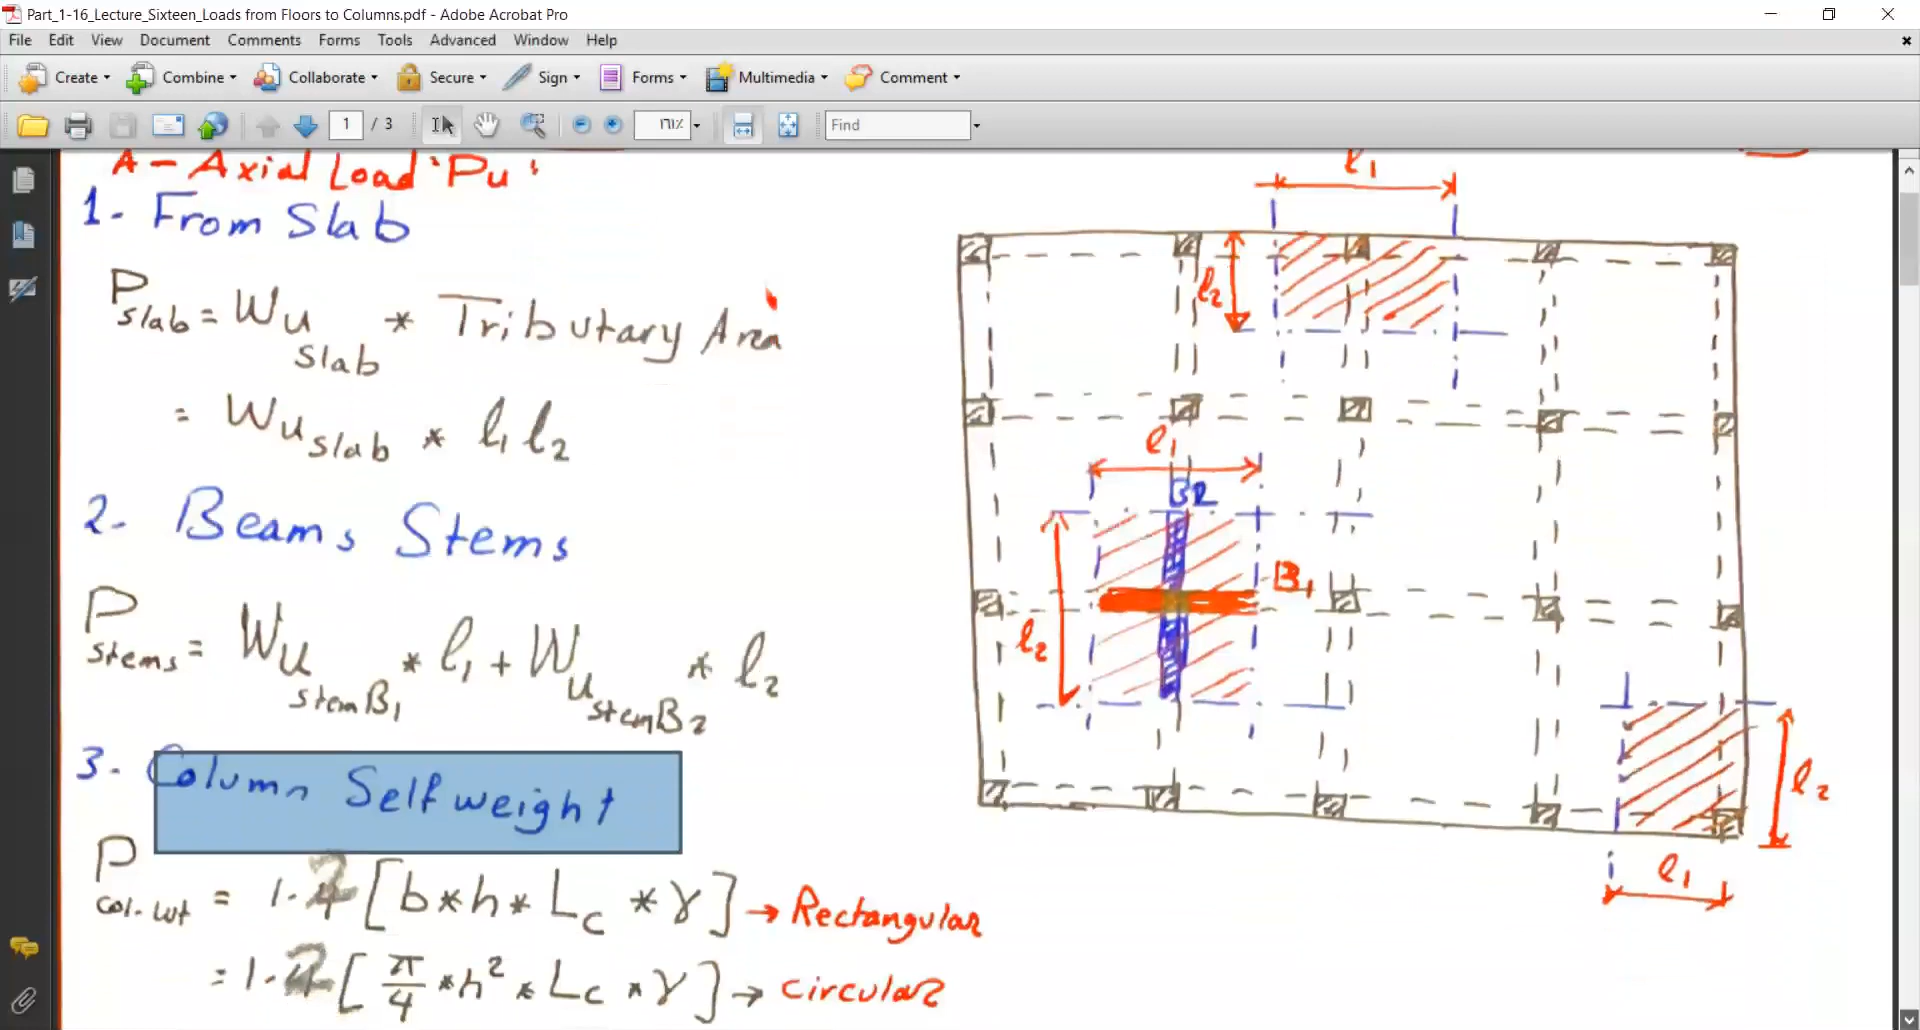 Part_1-16_Lecture_Sixteen_Loads from Floors to Columns.pdf - Adobe Acrobat Pro
File Edit View Document Comments Forms Tools Advanced Window Help
Create Combine Collaborate Secure Sign Forms Multimedia Comment
1 / 3 ١٦١٪ Find
A - Axial Load "Pu"
1- From Slab
P slab = Wu slab * Tributary Area
= Wu slab * l1 l2
2- Beams Stems
P stems = Wu stem B1 * l1 + Wu stem B2 * l2
3- Column Self weight
P col. wt = 1.2 [b*h*Lc*γ] → Rectangular
= 1.2 [π/4 *h² * Lc * γ] → circular
l1
l2
l1
B2
B1
l2
l2
l1